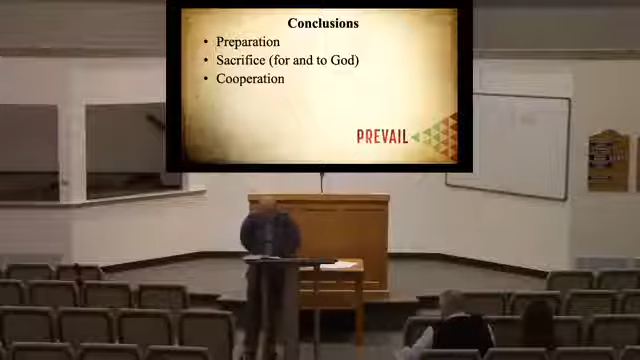 Conclusions
• Preparation
• Sacrifice (for and to God)
• Cooperation
PREVAIL